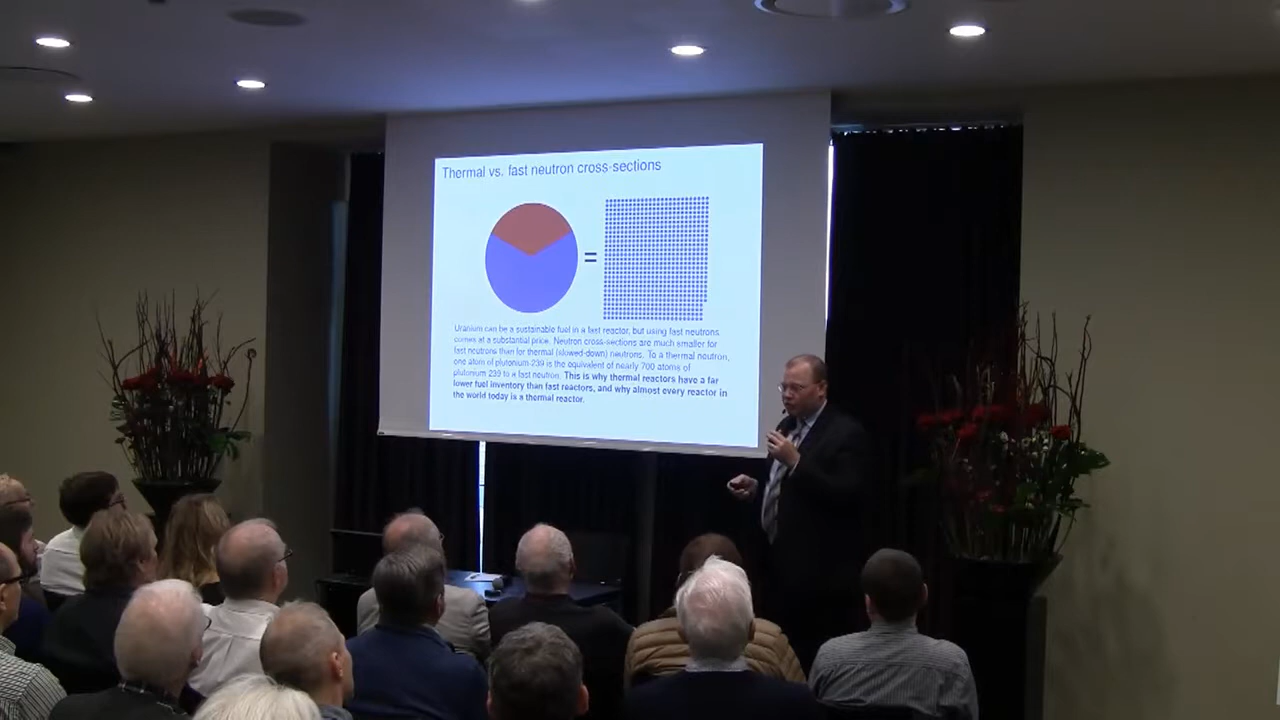 Thermal vs. fast neutron cross-sections
=
Uranium can be a sustainable fuel in a fast reactor, but using fast neutrons
comes at a substantial price. Neutron cross-sections are much smaller for
fast neutrons than for thermal (slowed-down) neutrons. To a thermal neutron,
one atom of plutonium-239 is the equivalent of nearly 700 atoms of
plutonium-239 to a fast neutron. This is why thermal reactors have a far
lower fuel inventory than fast reactors, and why almost every reactor in
the world today is a thermal reactor.